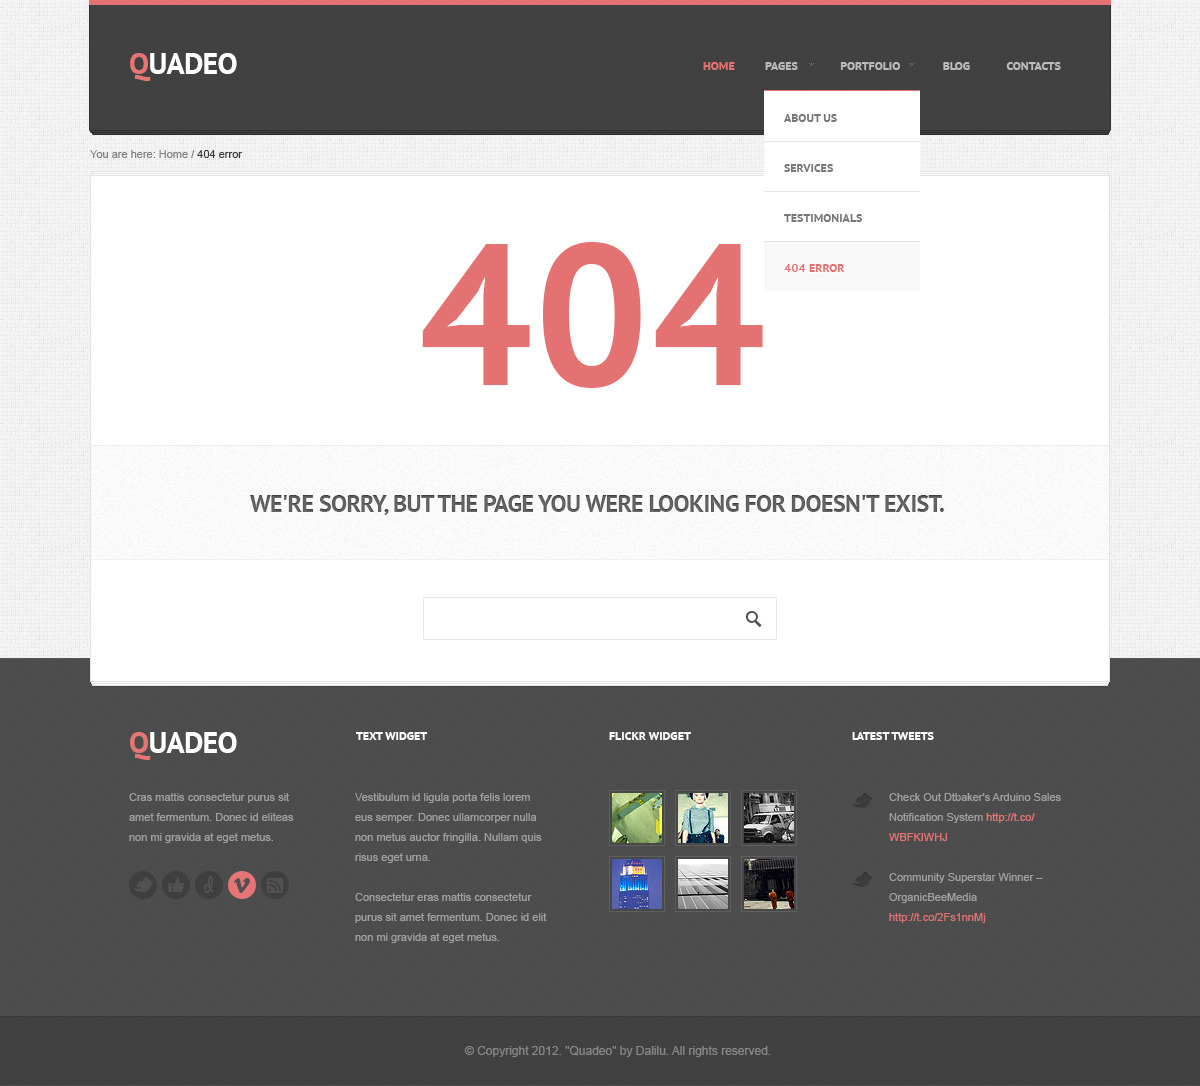 QUADEO
HOME PAGES PORTFOLIO BLOG CONTACTS
ABOUT US
SERVICES
TESTIMONIALS
404 ERROR
You are here: Home / 404 error
404
WE'RE SORRY, BUT THE PAGE YOU WERE LOOKING FOR DOESN'T EXIST.
QUADEO
Cras mattis consectetur purus sit
amet fermentum. Donec id eliteas
non mi gravida at eget metus.
TEXT WIDGET
Vestibulum id ligula porta felis lorem
eus semper. Donec ullamcorper nulla
non metus auctor fringilla. Nullam quis
risus eget urna.
Consectetur eras mattis consectetur
purus sit amet fermentum. Donec id elit
non mi gravida at eget metus.
FLICKR WIDGET
LATEST TWEETS
Check Out Dtbaker's Arduino Sales
Notification System http://t.co/
WBFKIWHJ
Community Superstar Winner –
OrganicBeeMedia
http://t.co/2Fs1nnMj
© Copyright 2012. "Quadeo" by Dalilu. All rights reserved.